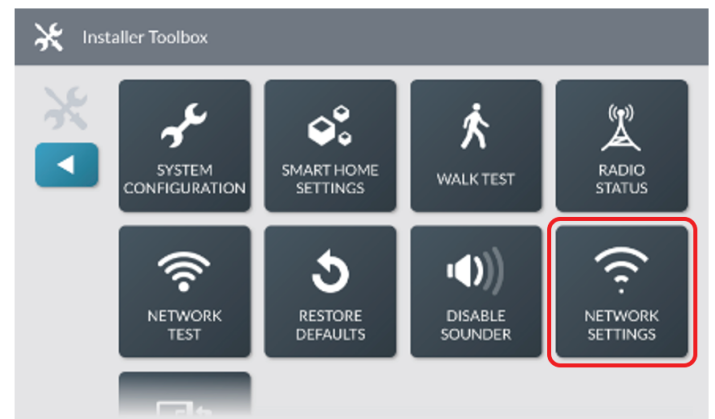 Installer Toolbox
SYSTEM
CONFIGURATION
SMART HOME
SETTINGS
WALK TEST
RADIO
STATUS
NETWORK
TEST
RESTORE
DEFAULTS
DISABLE
SOUNDER
NETWORK
SETTINGS